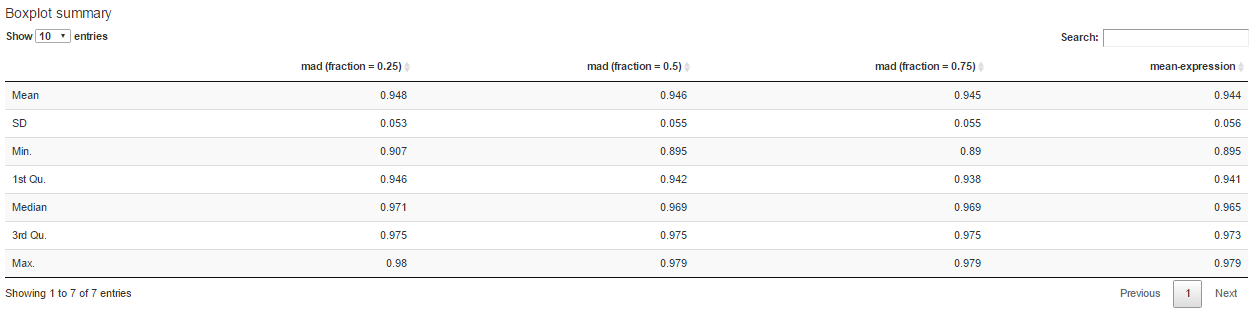 Boxplot summary
Show 10 entries Search:
mad (fraction = 0.25) mad (fraction = 0.5) mad (fraction = 0.75) mean-expression
Mean 0.948 0.946 0.945 0.944
SD 0.053 0.055 0.055 0.056
Min. 0.907 0.895 0.89 0.895
1st Qu. 0.946 0.942 0.938 0.941
Median 0.971 0.969 0.969 0.965
3rd Qu. 0.975 0.975 0.975 0.973
Max. 0.98 0.979 0.979 0.979
Showing 1 to 7 of 7 entries Previous 1 Next